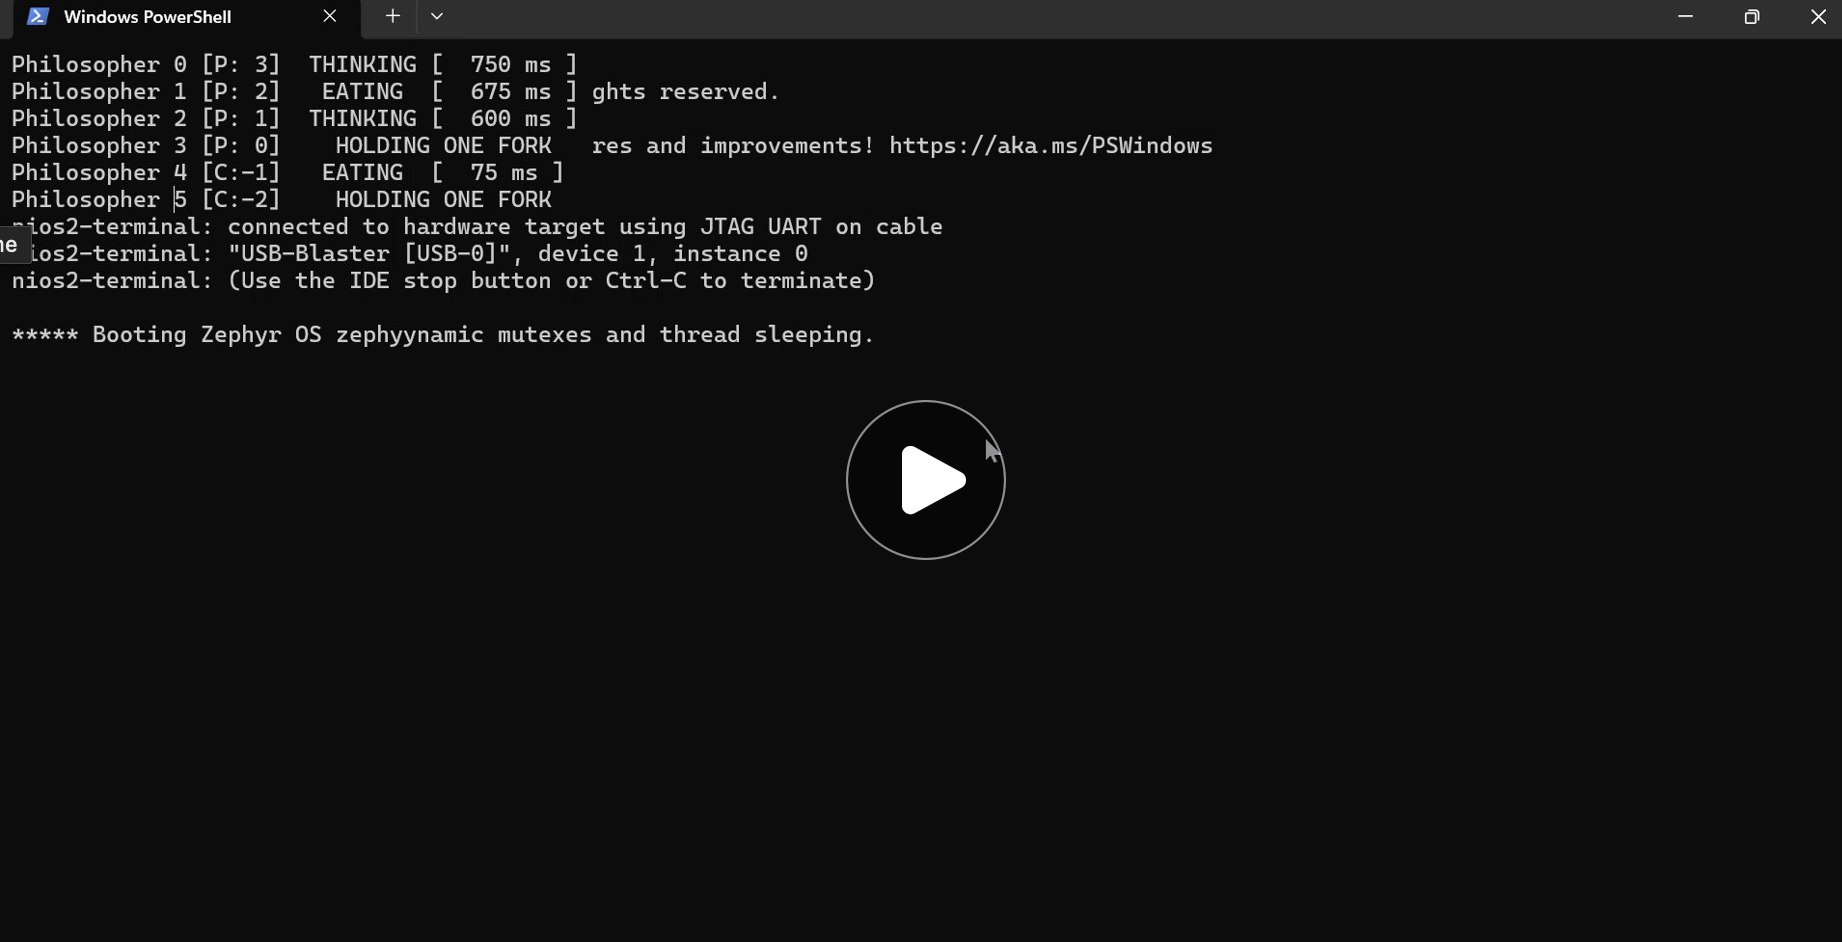 Windows PowerShell
Philosopher 0 [P: 3]  THINKING [  750 ms ]
Philosopher 1 [P: 2]   EATING  [  675 ms ] ghts reserved.
Philosopher 2 [P: 1]  THINKING [  600 ms ]
Philosopher 3 [P: 0]    HOLDING ONE FORK   res and improvements! https://aka.ms/PSWindows
Philosopher 4 [C:-1]   EATING  [  75 ms ]
Philosopher 5 [C:-2]    HOLDING ONE FORK
nios2-terminal: connected to hardware target using JTAG UART on cable
ne ios2-terminal: "USB-Blaster [USB-0]", device 1, instance 0
nios2-terminal: (Use the IDE stop button or Ctrl-C to terminate)
***** Booting Zephyr OS zephyynamic mutexes and thread sleeping.